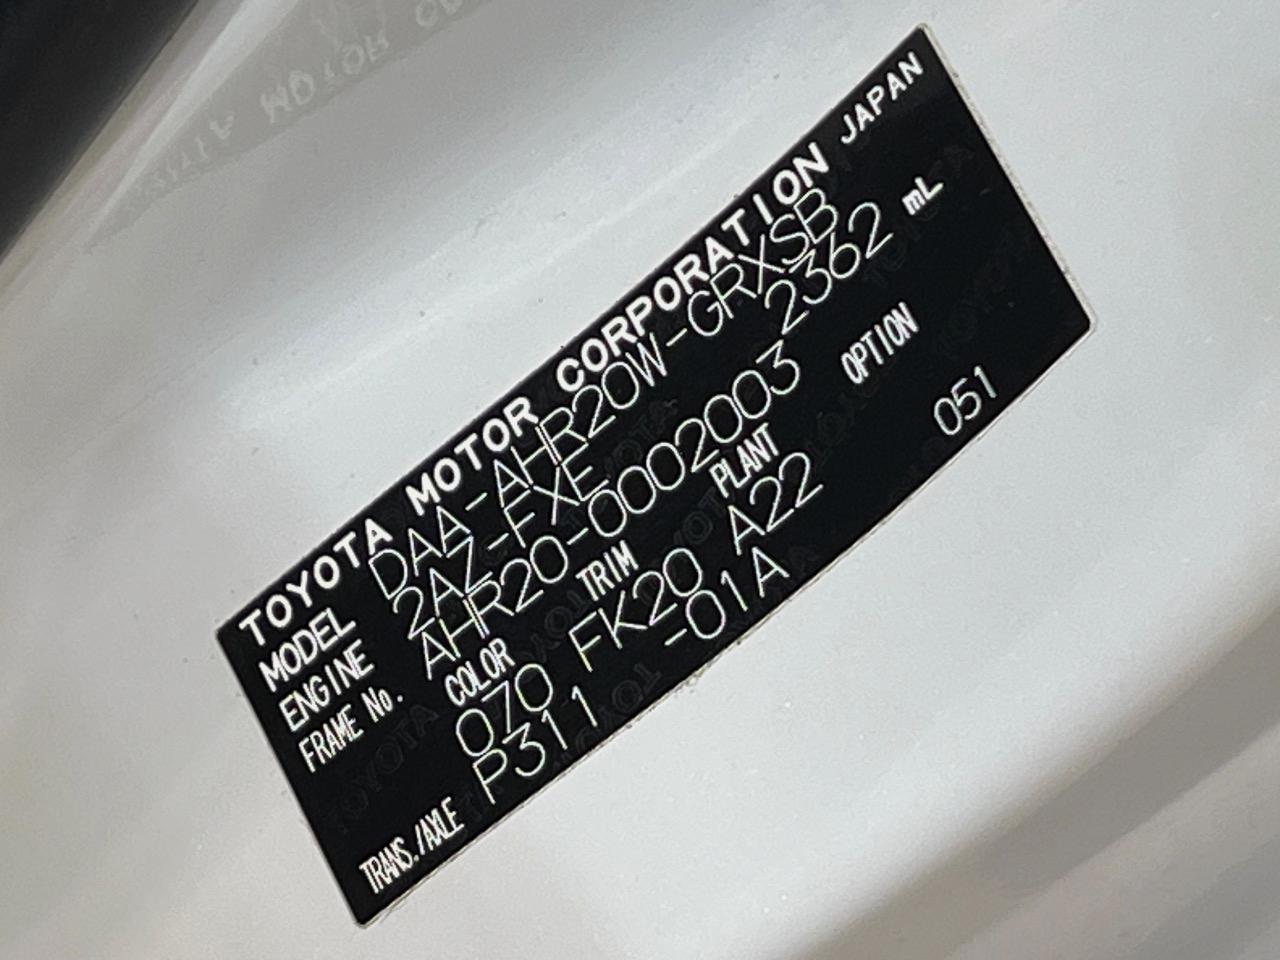 TOYOTA MOTOR CORPORATION JAPAN
MODEL DAA-AHR20W-GRXSB
ENGINE 2AZ-FXE 2362 mL
FRAME No. AHR20-0002003
COLOR TRIM PLANT OPTION
070 FK20 A22 051
TRANS./AXLE P311 -01A